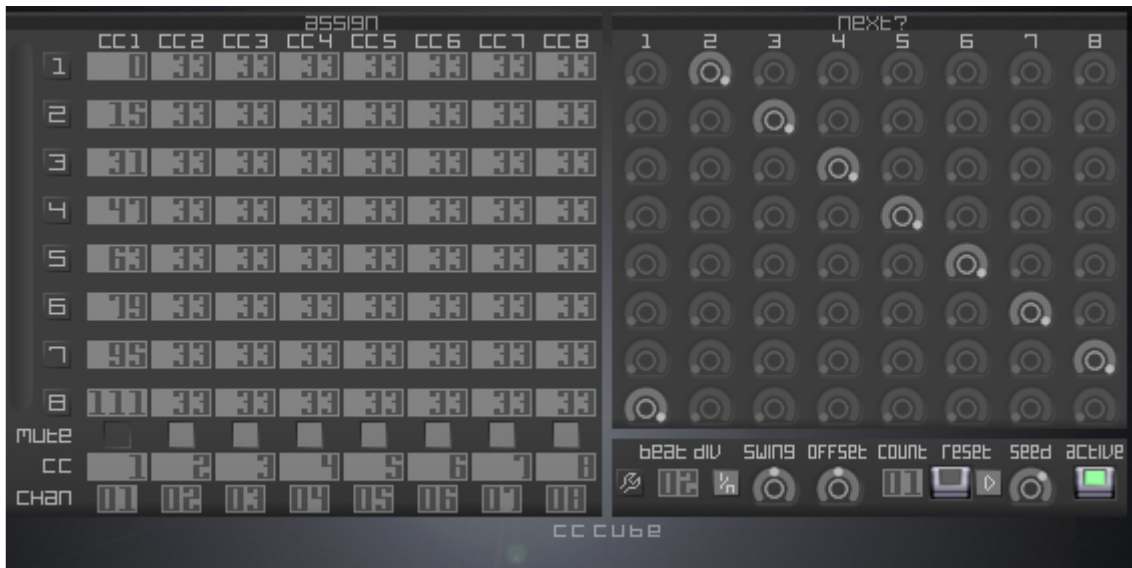 assign
CC1 CC2 CC3 CC4 CC5 CC6 CC7 CC8
1 0 33 33 33 33 33 33 33
2 15 33 33 33 33 33 33 33
3 31 33 33 33 33 33 33 33
4 47 33 33 33 33 33 33 33
5 63 33 33 33 33 33 33 33
6 79 33 33 33 33 33 33 33
7 95 33 33 33 33 33 33 33
8 111 33 33 33 33 33 33 33
mute
CC 1 2 3 4 5 6 7 8
chan 01 02 03 04 05 06 07 08
next?
1 2 3 4 5 6 7 8
beat div swing offset count reset seed active
02 1/n 01
cc cube